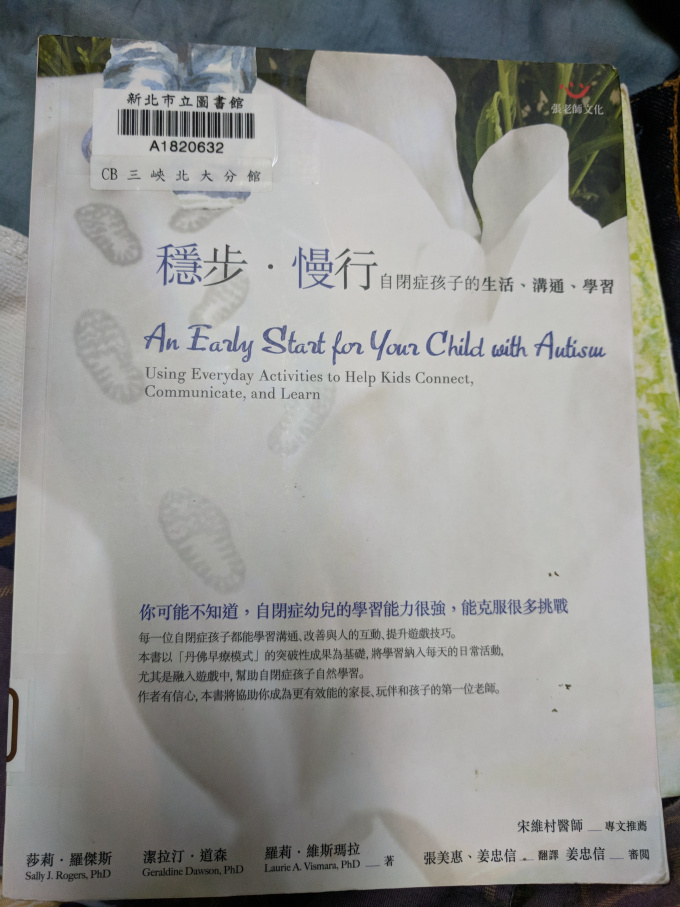 新北市立圖書館
A1820632
CB 三峽北大分館
張老師文化
穩步・慢行 自閉症孩子的生活、溝通、學習
An Early Start for Your Child with Autism
Using Everyday Activities to Help Kids Connect,
Communicate, and Learn
你可能不知道，自閉症幼兒的學習能力很強，能克服很多挑戰
每一位自閉症孩子都能學習溝通、改善與人的互動、提升遊戲技巧。
本書以「丹佛早療模式」的突破性成果為基礎，將學習納入每天的日常活動，
尤其是融入遊戲中，幫助自閉症孩子自然學習。
作者有信心，本書將協助你成為更有效能的家長、玩伴和孩子的第一位老師。
宋維村醫師 __ 專文推薦
莎莉・羅傑斯 潔拉汀・道森 羅莉・維斯瑪拉 __ 著 張美惠、姜忠信 __ 翻譯 姜忠信 __ 審閱
Sally J. Rogers, PhD Geraldine Dawson, PhD Laurie A. Vismara, PhD